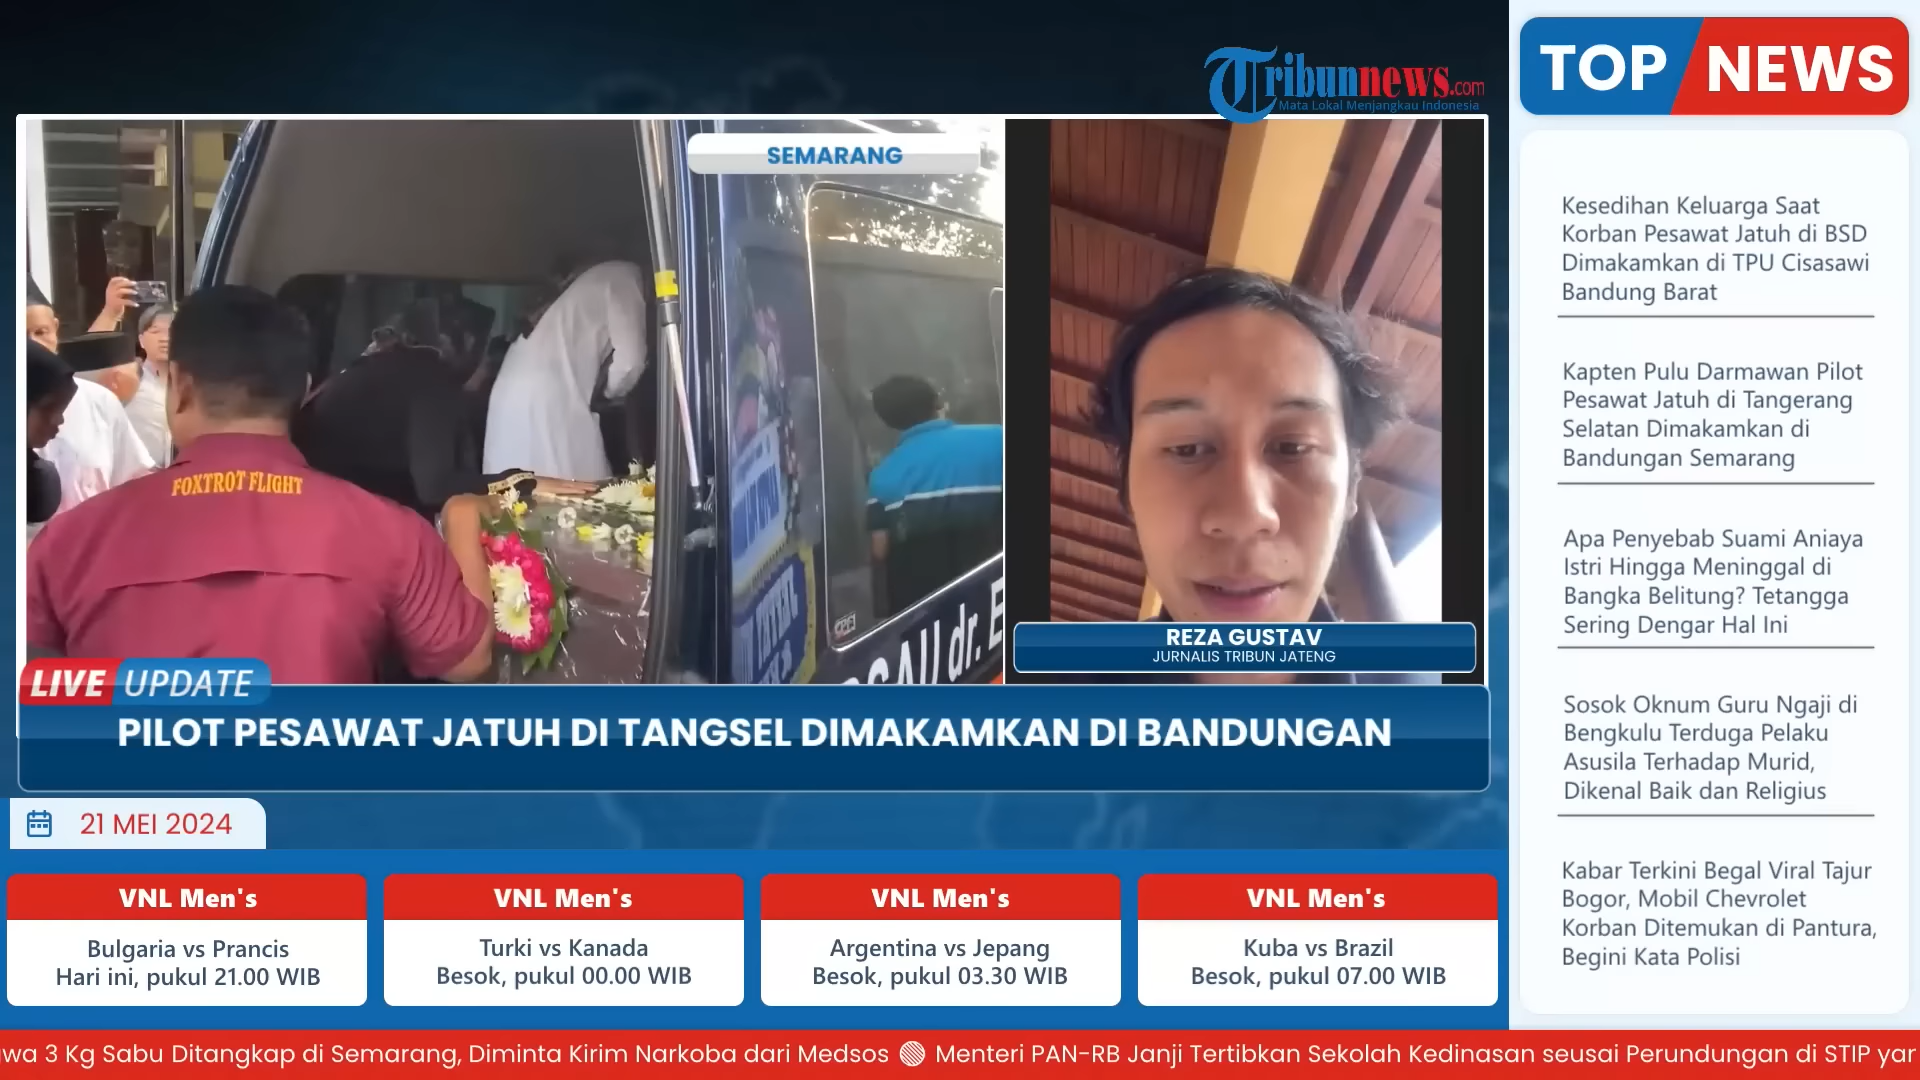 Tribunnews.com
Mata Lokal Menjangkau Indonesia
TOP NEWS
SEMARANG
FOXTROT FLIGHT
REZA GUSTAV
JURNALIS TRIBUN JATENG
LIVE UPDATE
PILOT PESAWAT JATUH DI TANGSEL DIMAKAMKAN DI BANDUNGAN
21 MEI 2024
VNL Men's
Bulgaria vs Prancis
Hari ini, pukul 21.00 WIB
VNL Men's
Turki vs Kanada
Besok, pukul 00.00 WIB
VNL Men's
Argentina vs Jepang
Besok, pukul 03.30 WIB
VNL Men's
Kuba vs Brazil
Besok, pukul 07.00 WIB
Kesedihan Keluarga Saat
Korban Pesawat Jatuh di BSD
Dimakamkan di TPU Cisasawi
Bandung Barat
Kapten Pulu Darmawan Pilot
Pesawat Jatuh di Tangerang
Selatan Dimakamkan di
Bandungan Semarang
Apa Penyebab Suami Aniaya
Istri Hingga Meninggal di
Bangka Belitung? Tetangga
Sering Dengar Hal Ini
Sosok Oknum Guru Ngaji di
Bengkulu Terduga Pelaku
Asusila Terhadap Murid,
Dikenal Baik dan Religius
Kabar Terkini Begal Viral Tajur
Bogor, Mobil Chevrolet
Korban Ditemukan di Pantura,
Begini Kata Polisi
3 Kg Sabu Ditangkap di Semarang, Diminta Kirim Narkoba dari Medsos Menteri PAN-RB Janji Tertibkan Sekolah Kedinasan seusai Perundungan di STIP